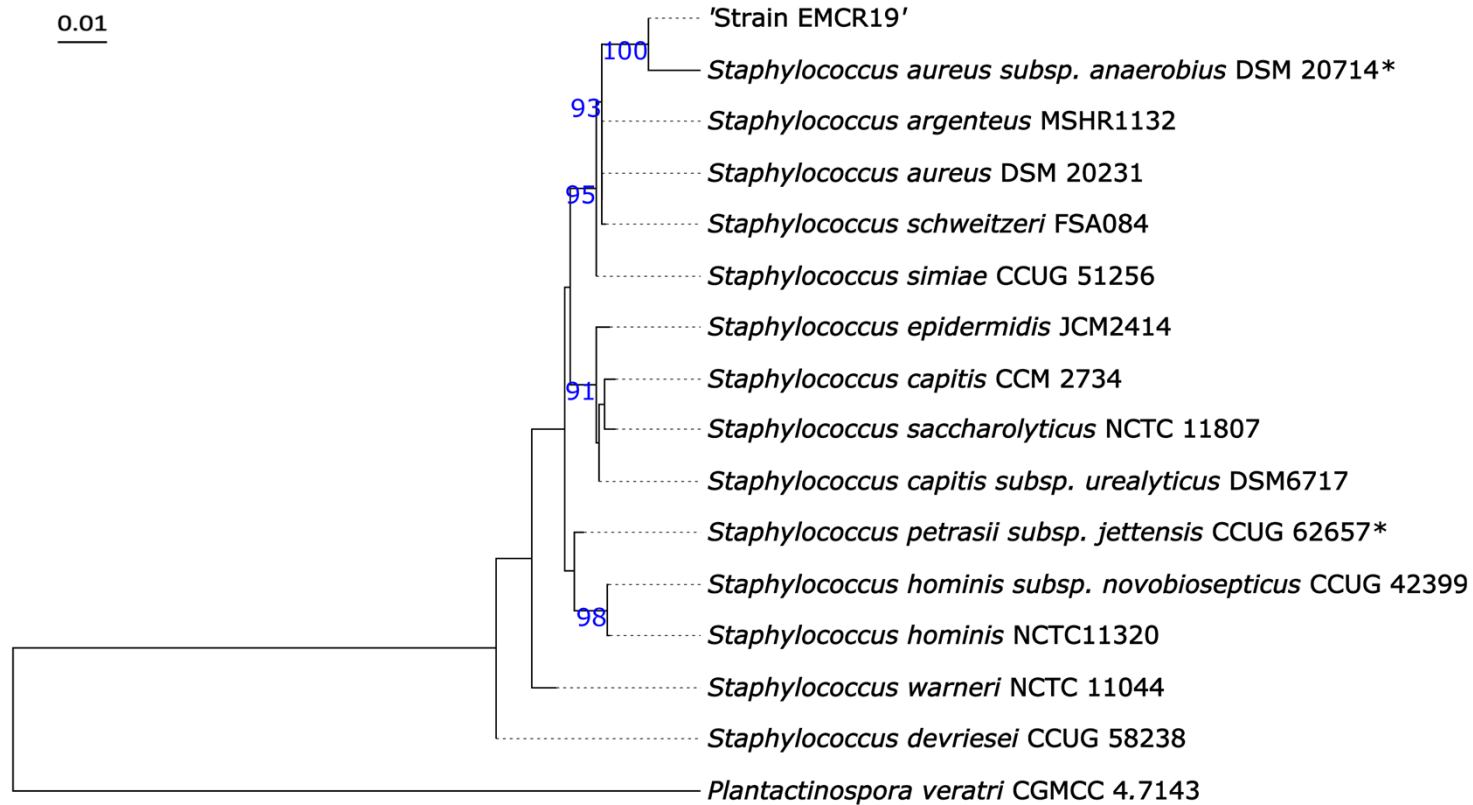 0.01
'Strain EMCR19'
100
Staphylococcus aureus subsp. anaerobius DSM 20714*
93
Staphylococcus argenteus MSHR1132
Staphylococcus aureus DSM 20231
95
Staphylococcus schweitzeri FSA084
Staphylococcus simiae CCUG 51256
Staphylococcus epidermidis JCM2414
91
Staphylococcus capitis CCM 2734
Staphylococcus saccharolyticus NCTC 11807
Staphylococcus capitis subsp. urealyticus DSM6717
Staphylococcus petrasii subsp. jettensis CCUG 62657*
Staphylococcus hominis subsp. novobiosepticus CCUG 42399
98
Staphylococcus hominis NCTC11320
Staphylococcus warneri NCTC 11044
Staphylococcus devriesei CCUG 58238
Plantactinospora veratri CGMCC 4.7143